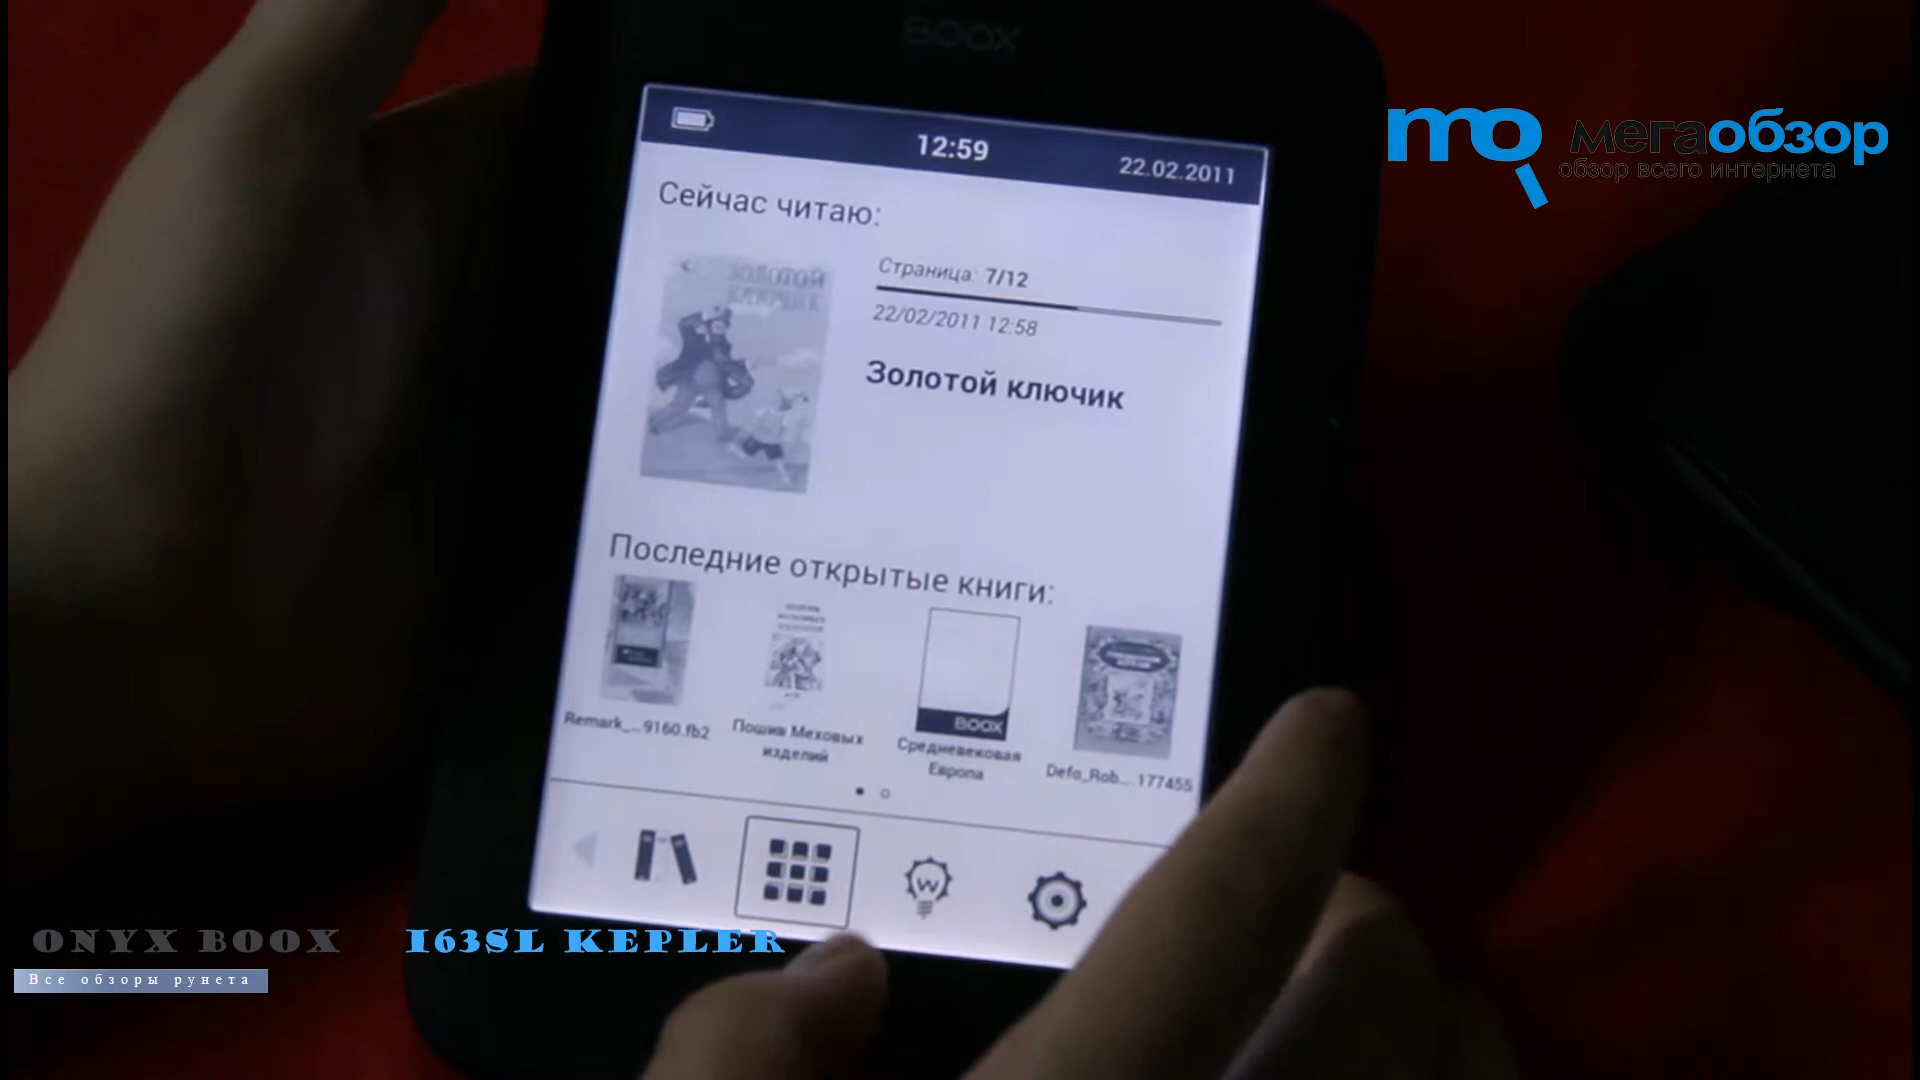 BOOX
12:59
22.02.2011
мегаобзор
обзор всего интернета
Сейчас читаю:
Страница: 7/12
22/02/2011 12:58
ЗОЛОТОЙ
КЛЮЧИК
Золотой ключик
Последние открытые книги:
BOOX
Remark_...9160.fb2
Пошив Меховых
изделий
Средневековая
Европа
Defo_Rob...177455
W
ONYX BOOX I63SL KEPLER
Все обзоры рунета